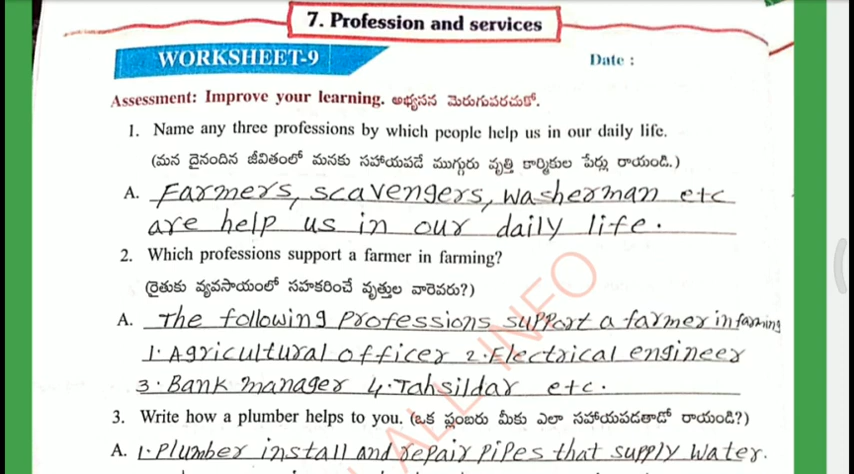 7. Profession and services
WORKSHEET-9
Date :
Assessment: Improve your learning. అభ్యసన మెరుగుపరచుకో.
1. Name any three professions by which people help us in our daily life.
(మన దైనందిన జీవితంలో మనకు సహాయపడే ముగ్గురు వృత్తి కార్మికుల పేర్లు రాయండి.)
A. Farmers, scavengers, washerman etc
are help us in our daily life.
2. Which professions support a farmer in farming?
(రైతుకు వ్యవసాయంలో సహకరించే వృత్తుల వారెవరు?)
A. The following professions support a farmer in farming
1. Agricultural officer 2. Electrical engineer
3. Bank manager 4. Tahsildar etc.
3. Write how a plumber helps to you. (ఒక ప్లంబరు మీకు ఎలా సహాయపడతాడో రాయండి?)
A. 1. Plumber install and repair pipes that supply water.
ALL INFO